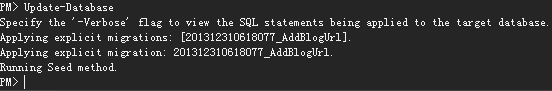 PM> Update-Database
Specify the '-Verbose' flag to view the SQL statements being applied to the target database.
Applying explicit migrations: [201312310618077_AddBlogUrl].
Applying explicit migration: 201312310618077_AddBlogUrl.
Running Seed method.
PM>